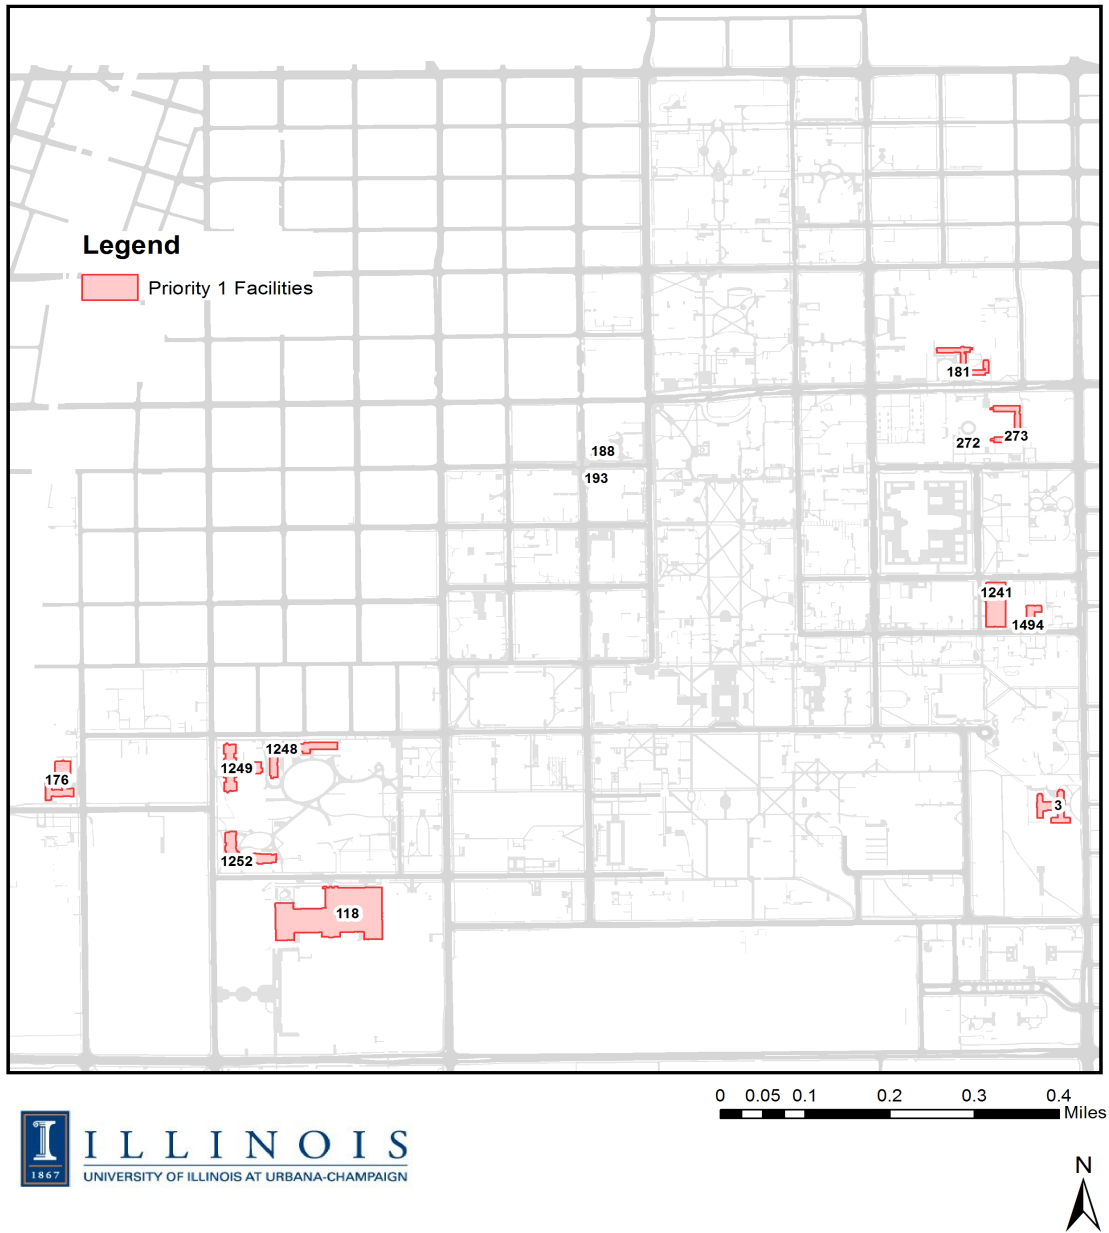 Legend
Priority 1 Facilities
181
272
273
188
193
1241
1494
1248
1249
176
3
1252
118
0 0.05 0.1 0.2 0.3 0.4
Miles
I
1867
ILLINOIS
UNIVERSITY OF ILLINOIS AT URBANA-CHAMPAIGN
N